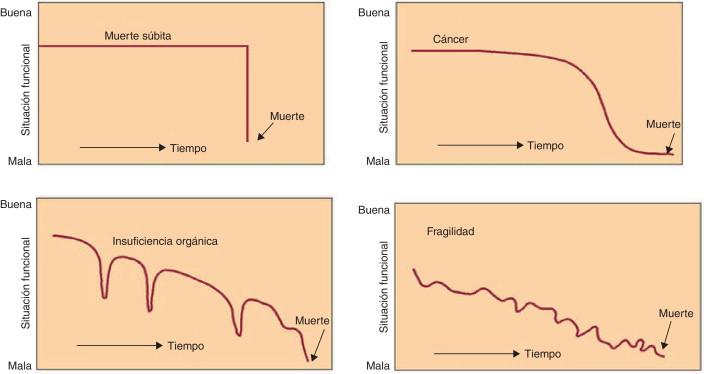 Buena
Muerte súbita
Situación funcional
Muerte
Tiempo
Mala
Buena
Cáncer
Situación funcional
Muerte
Tiempo
Mala
Buena
Insuficiencia orgánica
Situación funcional
Muerte
Tiempo
Mala
Buena
Fragilidad
Situación funcional
Muerte
Tiempo
Mala